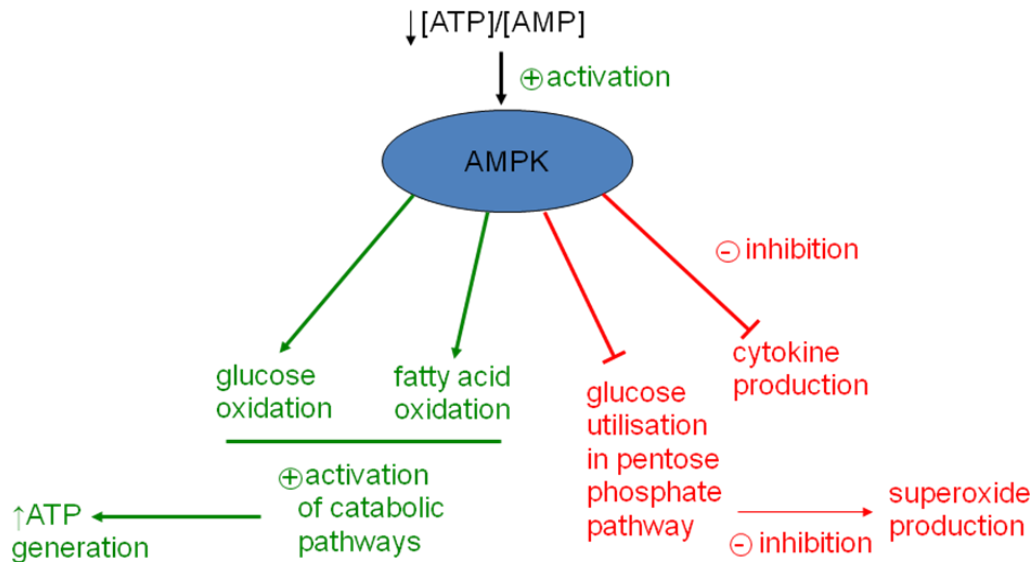 ↓[ATP]/[AMP]
⊕activation
AMPK
⊖ inhibition
glucose
oxidation
fatty acid
oxidation
glucose
utilisation
in pentose
phosphate
pathway
cytokine
production
⊕activation
of catabolic
pathways
↑ATP
generation
⊖ inhibition
superoxide
production